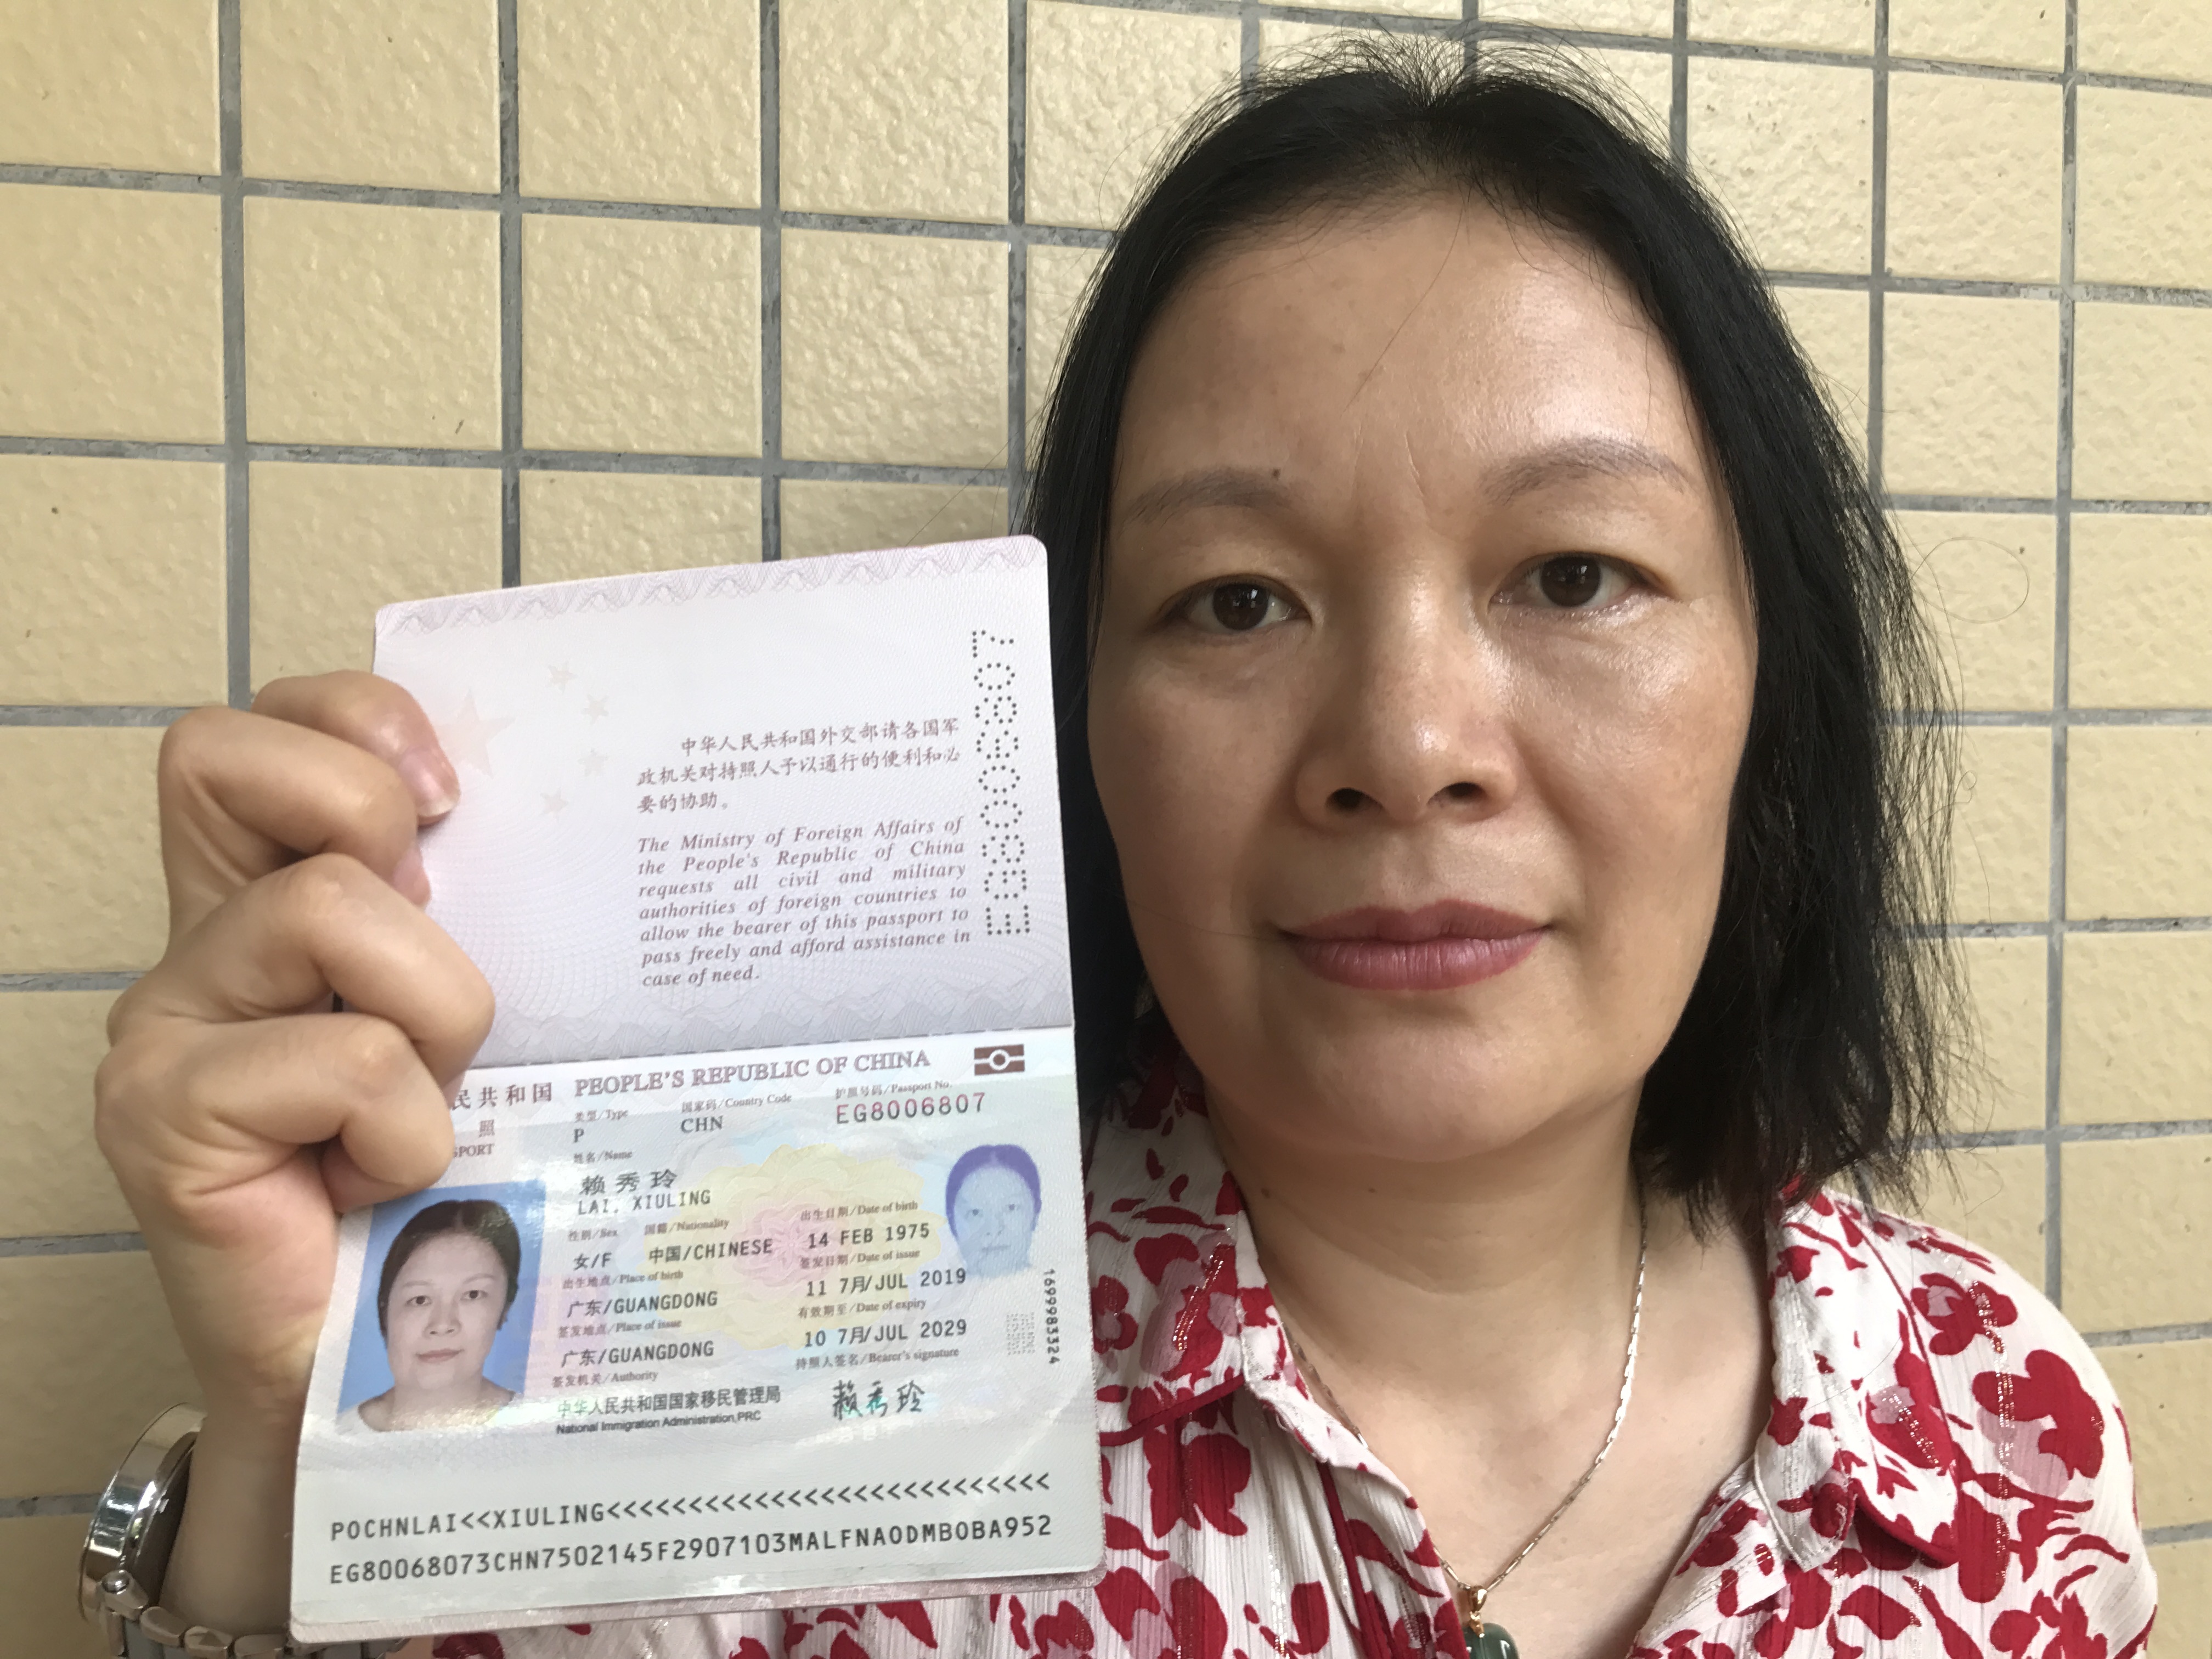 中华人民共和国外交部请各国军
政机关对持照人予以通行的便利和必
要的协助。
The Ministry of Foreign Affairs of
the People's Republic of China
requests all civil and military
authorities of foreign countries to
allow the bearer of this passport to
pass freely and afford assistance in
case of need.
EG8006807
民共和国 PEOPLE'S REPUBLIC OF CHINA
照
SPORT
类型/Type 国家码/Country Code 护照号码/Passport No.
P CHN EG8006807
姓名/Name
赖秀玲
LAI, XIULING
性别/Sex 国籍/Nationality 出生日期/Date of birth
女/F 中国/CHINESE 14 FEB 1975
出生地点/Place of birth 签发日期/Date of issue
广东/GUANGDONG 11 7月/JUL 2019
签发地点/Place of issue 有效期至/Date of expiry
广东/GUANGDONG 10 7月/JUL 2029
签发机关/Authority 持照人签名/Bearer's signature
中华人民共和国国家移民管理局 赖秀玲
National Immigration Administration,PRC
1699983324
POCHNLAI<<XIULING<<<<<<<<<<<<<<<<<<<<<<<<<<<
EG80068073CHN7502145F2907103MALFNAODMBOBA952